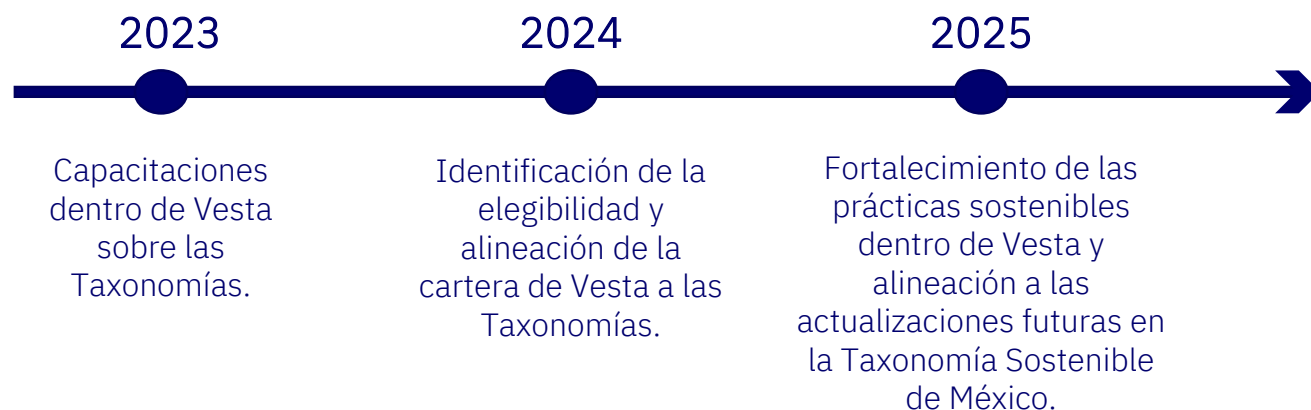 2023
2024
2025
Capacitaciones
dentro de Vesta
sobre las
Taxonomías.
Identificación de la
elegibilidad y
alineación de la
cartera de Vesta a las
Taxonomías.
Fortalecimiento de las
prácticas sostenibles
dentro de Vesta y
alineación a las
actualizaciones futuras en
la Taxonomía Sostenible
de México.